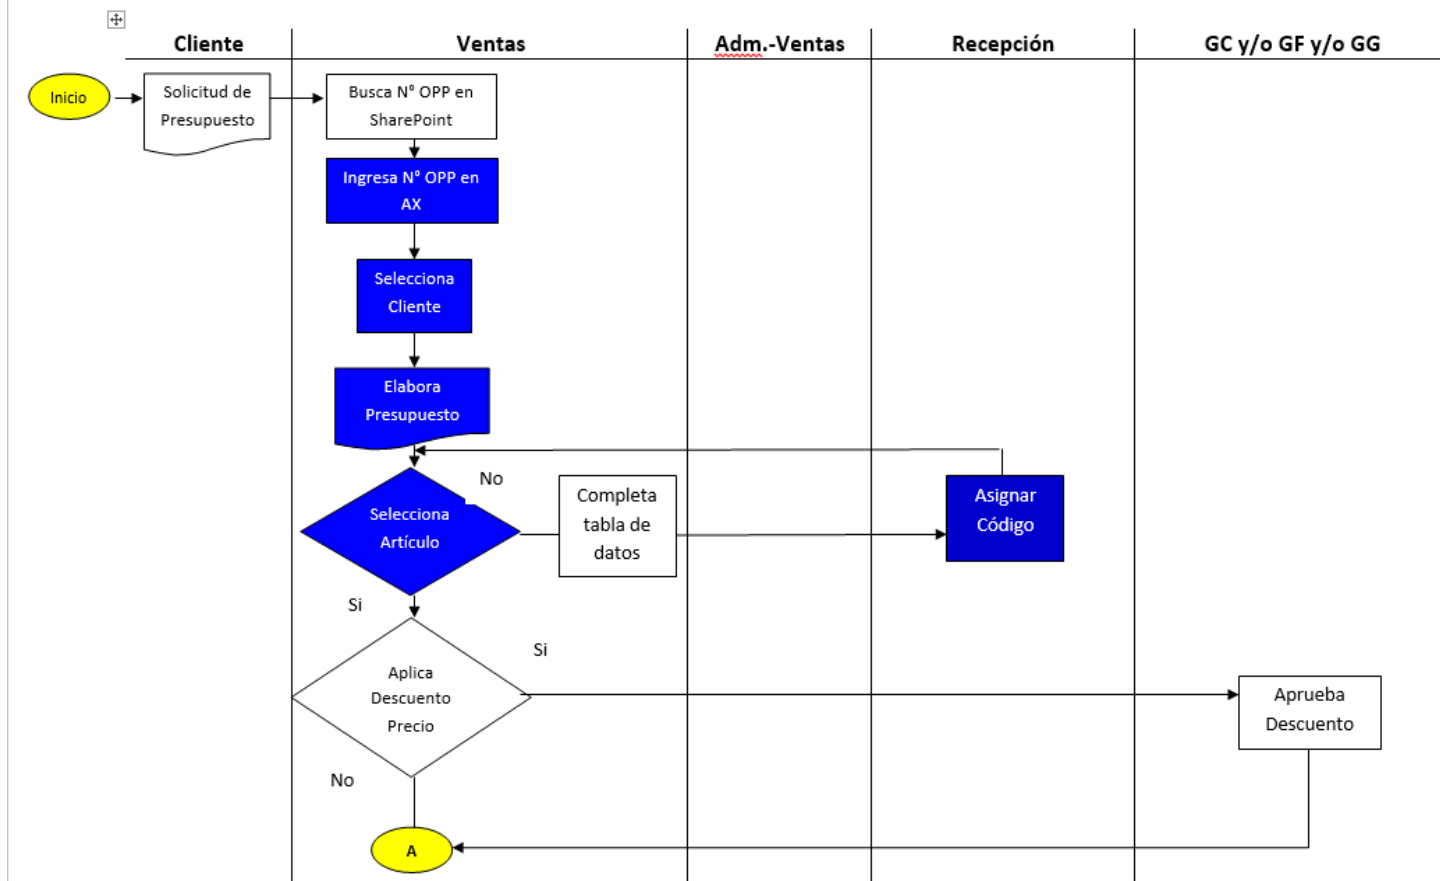 Cliente
Ventas
Adm.-Ventas
Recepción
GC y/o GF y/o GG
Inicio
Solicitud de
Presupuesto
Busca N° OPP en
SharePoint
Ingresa N° OPP en
AX
Selecciona
Cliente
Elabora
Presupuesto
No
Selecciona
Artículo
Completa
tabla de
datos
Asignar
Código
Si
Si
Aplica
Descuento
Precio
Aprueba
Descuento
No
A